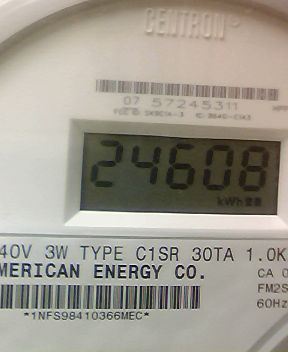 CENTRON®
07 57245311
24608
kWh
40V 3W TYPE C1SR 30TA 1.0K
MERICAN ENERGY CO.
CA 0
FM2S
60Hz
*1NFS98410366MEC*